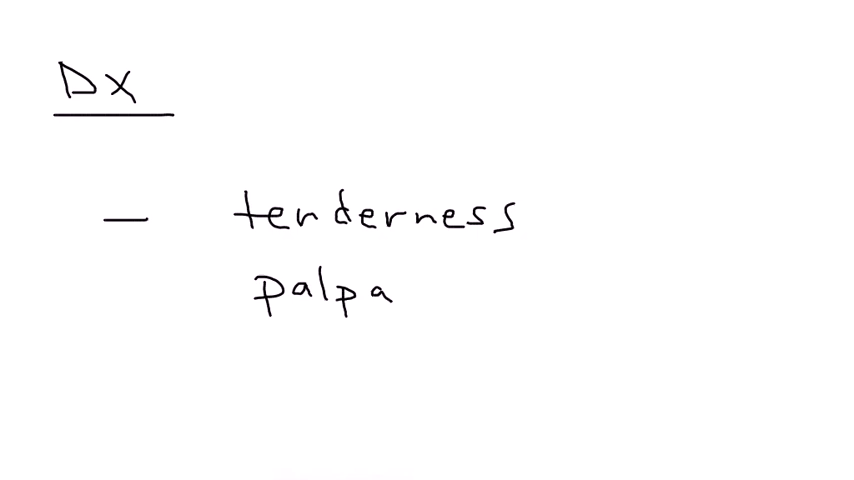 Dx
— tenderness
palpa